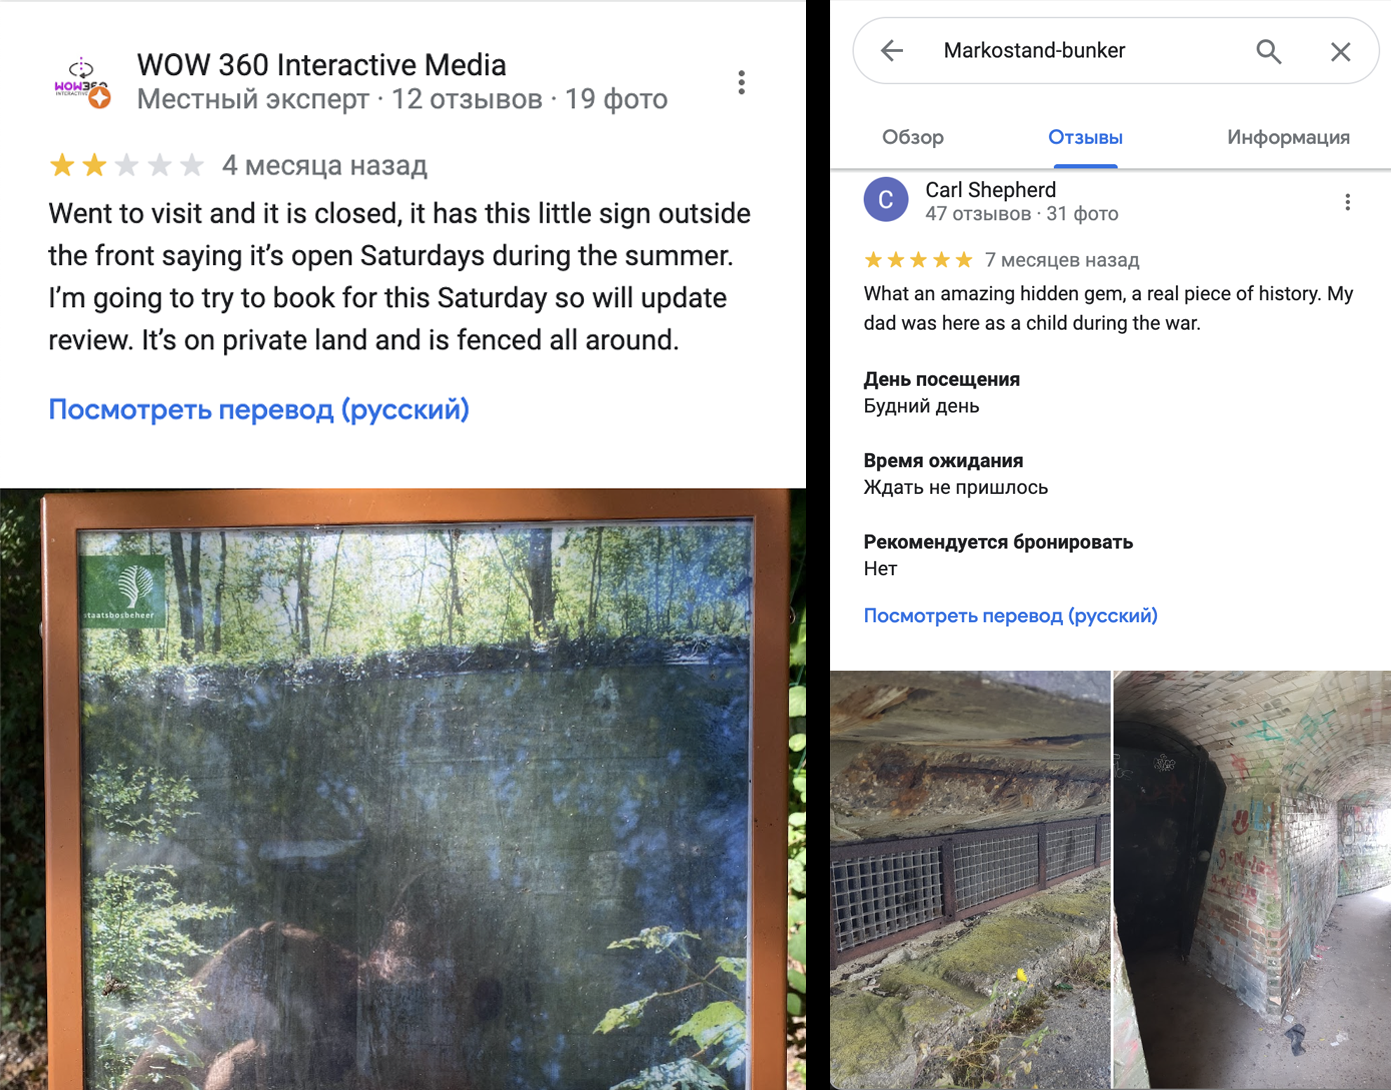 WOW 360 Interactive Media
Местный эксперт · 12 отзывов · 19 фото
4 месяца назад
Went to visit and it is closed, it has this little sign outside
the front saying it’s open Saturdays during the summer.
I’m going to try to book for this Saturday so will update
review. It’s on private land and is fenced all around.
Посмотреть перевод (русский)
staatsbosbeheer
Markostand-bunker
Обзор
Отзывы
Информация
C
Carl Shepherd
47 отзывов · 31 фото
7 месяцев назад
What an amazing hidden gem, a real piece of history. My
dad was here as a child during the war.
День посещения
Будний день
Время ожидания
Ждать не пришлось
Рекомендуется бронировать
Нет
Посмотреть перевод (русский)